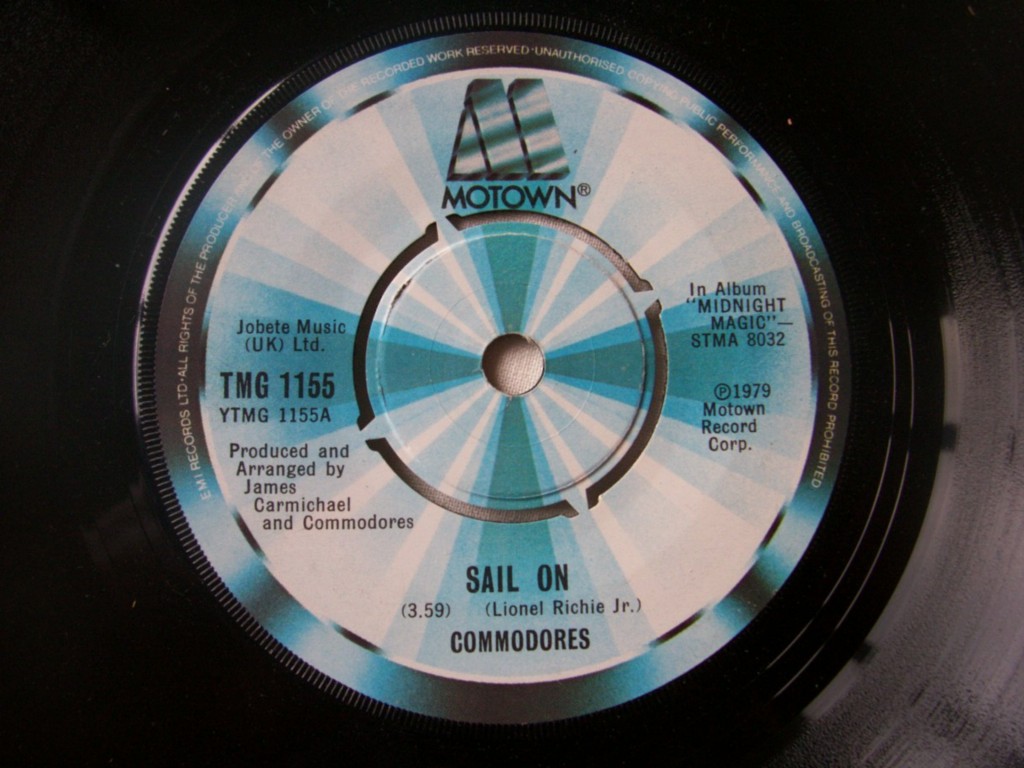 EMI RECORDS LTD·ALL RIGHTS OF THE PRODUCER THE OWNER OF THE RECORDED WORK RESERVED·UNAUTHORISED COPYING PUBLIC PERFORMANCE AND BROADCASTING OF THIS RECORD PROHIBITED
MOTOWN®
In Album
"MIDNIGHT
MAGIC"—
STMA 8032
Jobete Music
(UK) Ltd.
TMG 1155
YTMG 1155A
℗1979
Motown
Record
Corp.
Produced and
Arranged by
James
Carmichael
and Commodores
SAIL ON
(3.59) (Lionel Richie Jr.)
COMMODORES